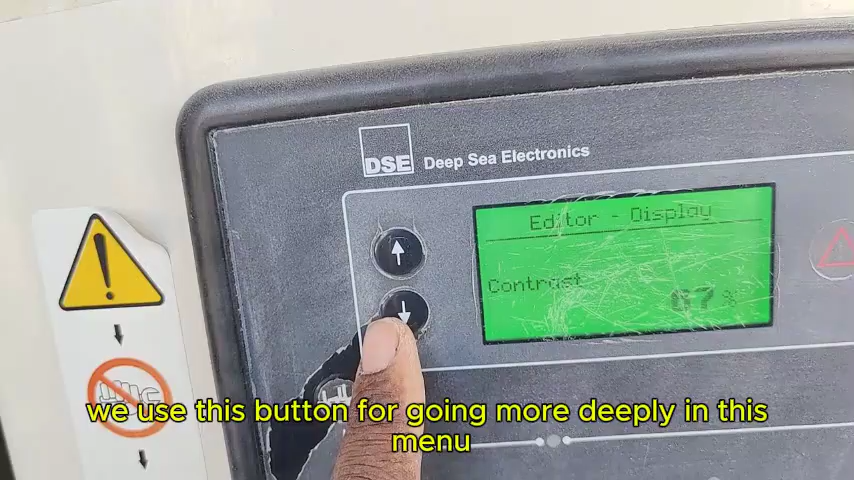 DSE Deep Sea Electronics
Editor - Display
Contrast
67 %
we use this button for going more deeply in this
menu